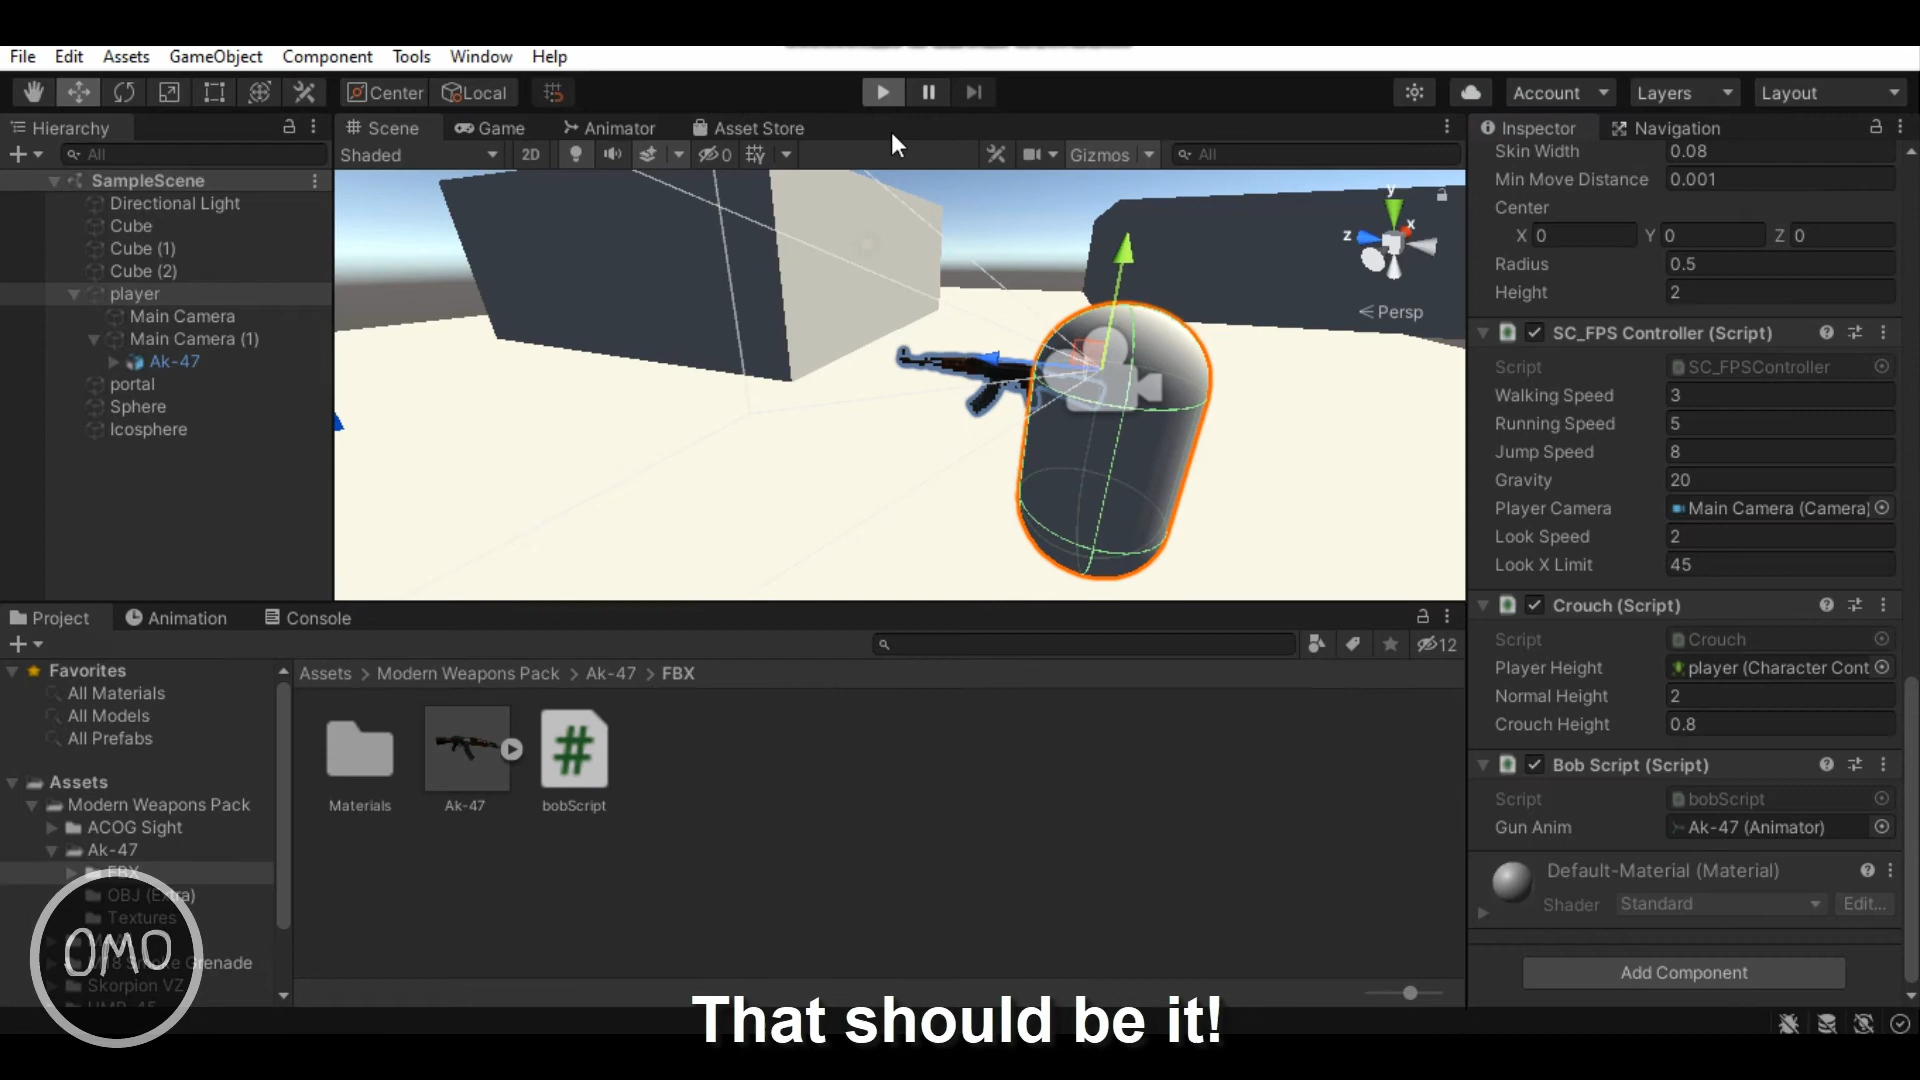 File Edit Assets GameObject Component Tools Window Help
Center Local Account Layers Layout
Hierarchy
All
SampleScene
Directional Light
Cube
Cube (1)
Cube (2)
player
Main Camera
Main Camera (1)
Ak-47
portal
Sphere
Icosphere
Scene Game Animator Asset Store
Shaded 2D 0 Gizmos All
y
x
z
Persp
Inspector Navigation
Skin Width 0.08
Min Move Distance 0.001
Center
X 0 Y 0 Z 0
Radius 0.5
Height 2
SC_FPS Controller (Script)
Script SC_FPSController
Walking Speed 3
Running Speed 5
Jump Speed 8
Gravity 20
Player Camera Main Camera (Camera)
Look Speed 2
Look X Limit 45
Crouch (Script)
Script Crouch
Player Height player (Character Cont
Normal Height 2
Crouch Height 0.8
Bob Script (Script)
Script bobScript
Gun Anim Ak-47 (Animator)
Default-Material (Material)
Shader Standard Edit...
Add Component
Project Animation Console
12
Favorites
All Materials
All Models
All Prefabs
Assets
Modern Weapons Pack
ACOG Sight
Ak-47
FBX
OBJ (Extra)
Textures
Smoke Grenade
Skorpion VZ
Assets > Modern Weapons Pack > Ak-47 > FBX
Materials Ak-47 bobScript
OMO
That should be it!